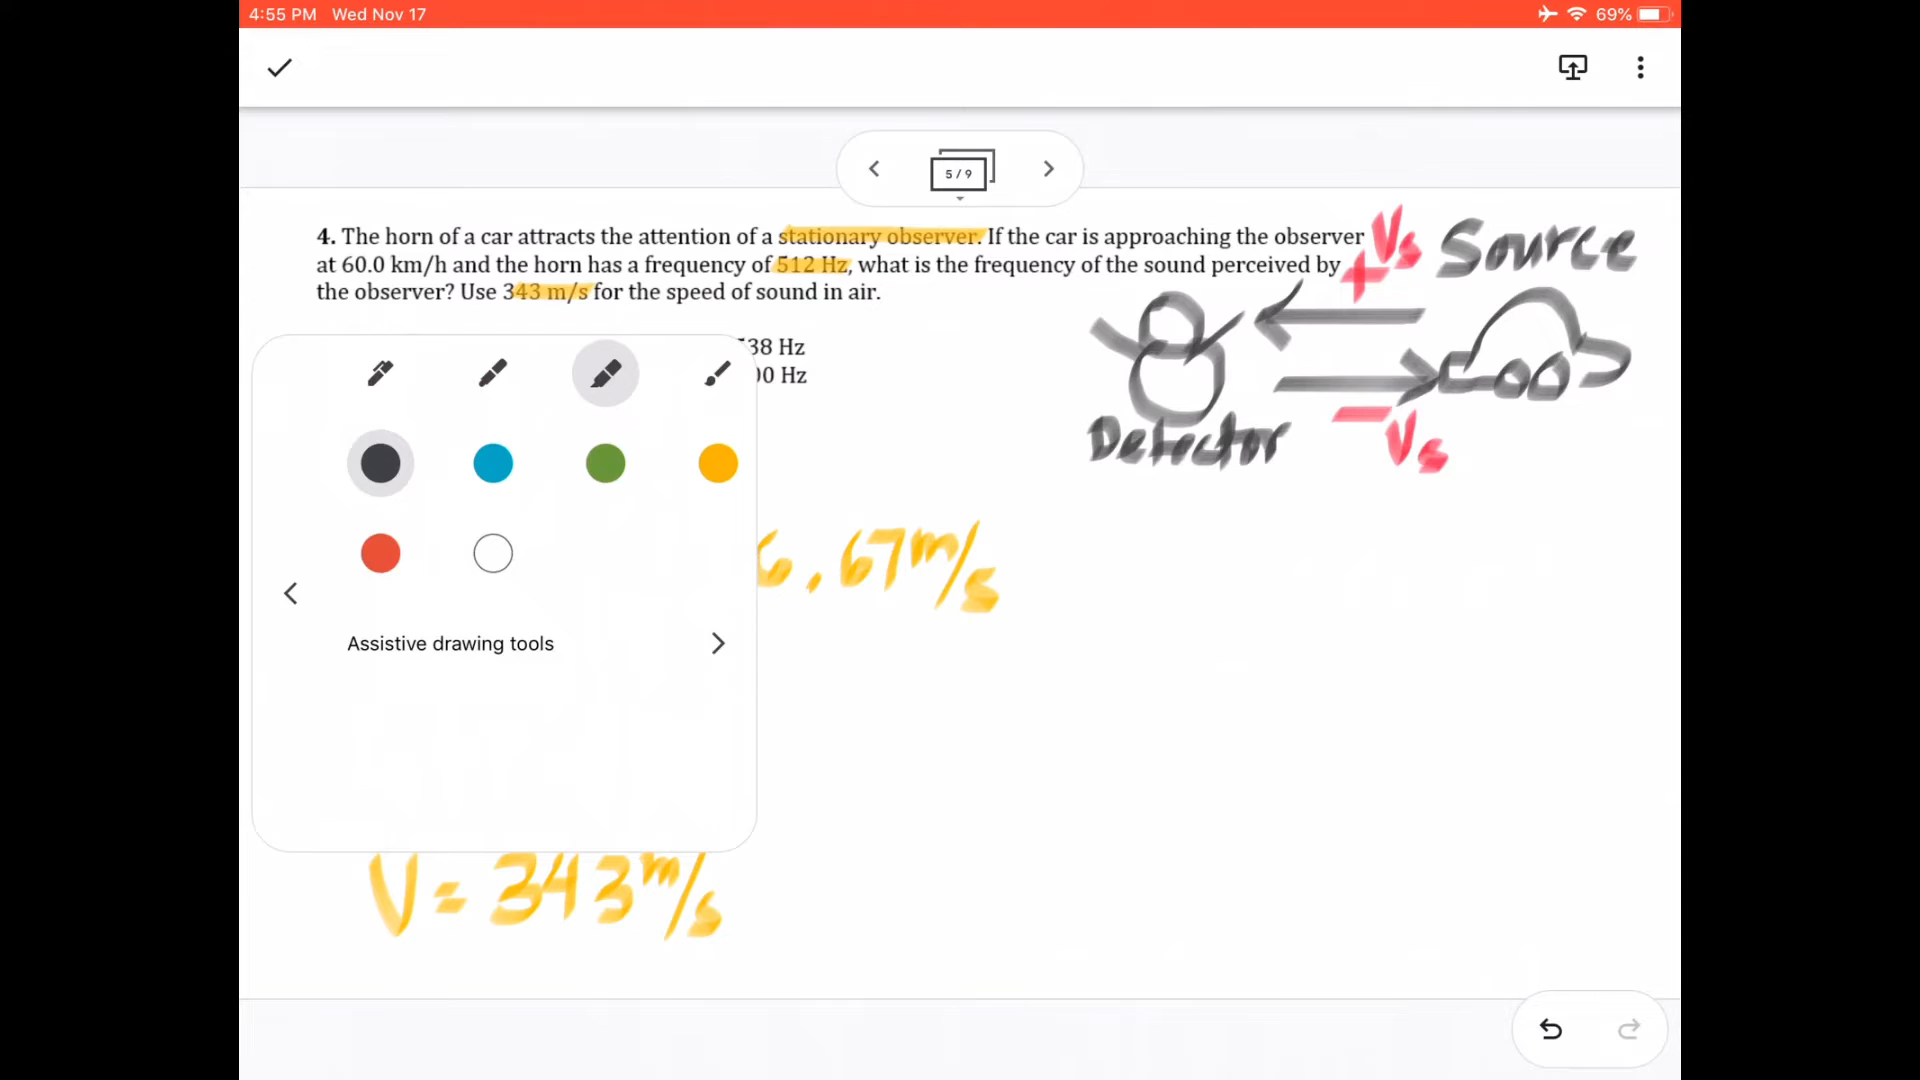 4:55 PM Wed Nov 17
69%
5 / 9
4. The horn of a car attracts the attention of a stationary observer. If the car is approaching the observer
at 60.0 km/h and the horn has a frequency of 512 Hz, what is the frequency of the sound perceived by
the observer? Use 343 m/s for the speed of sound in air.
+Vs
Source
38 Hz
00 Hz
Detector
- Vs
6.67 m/s
Assistive drawing tools
V = 343 m/s